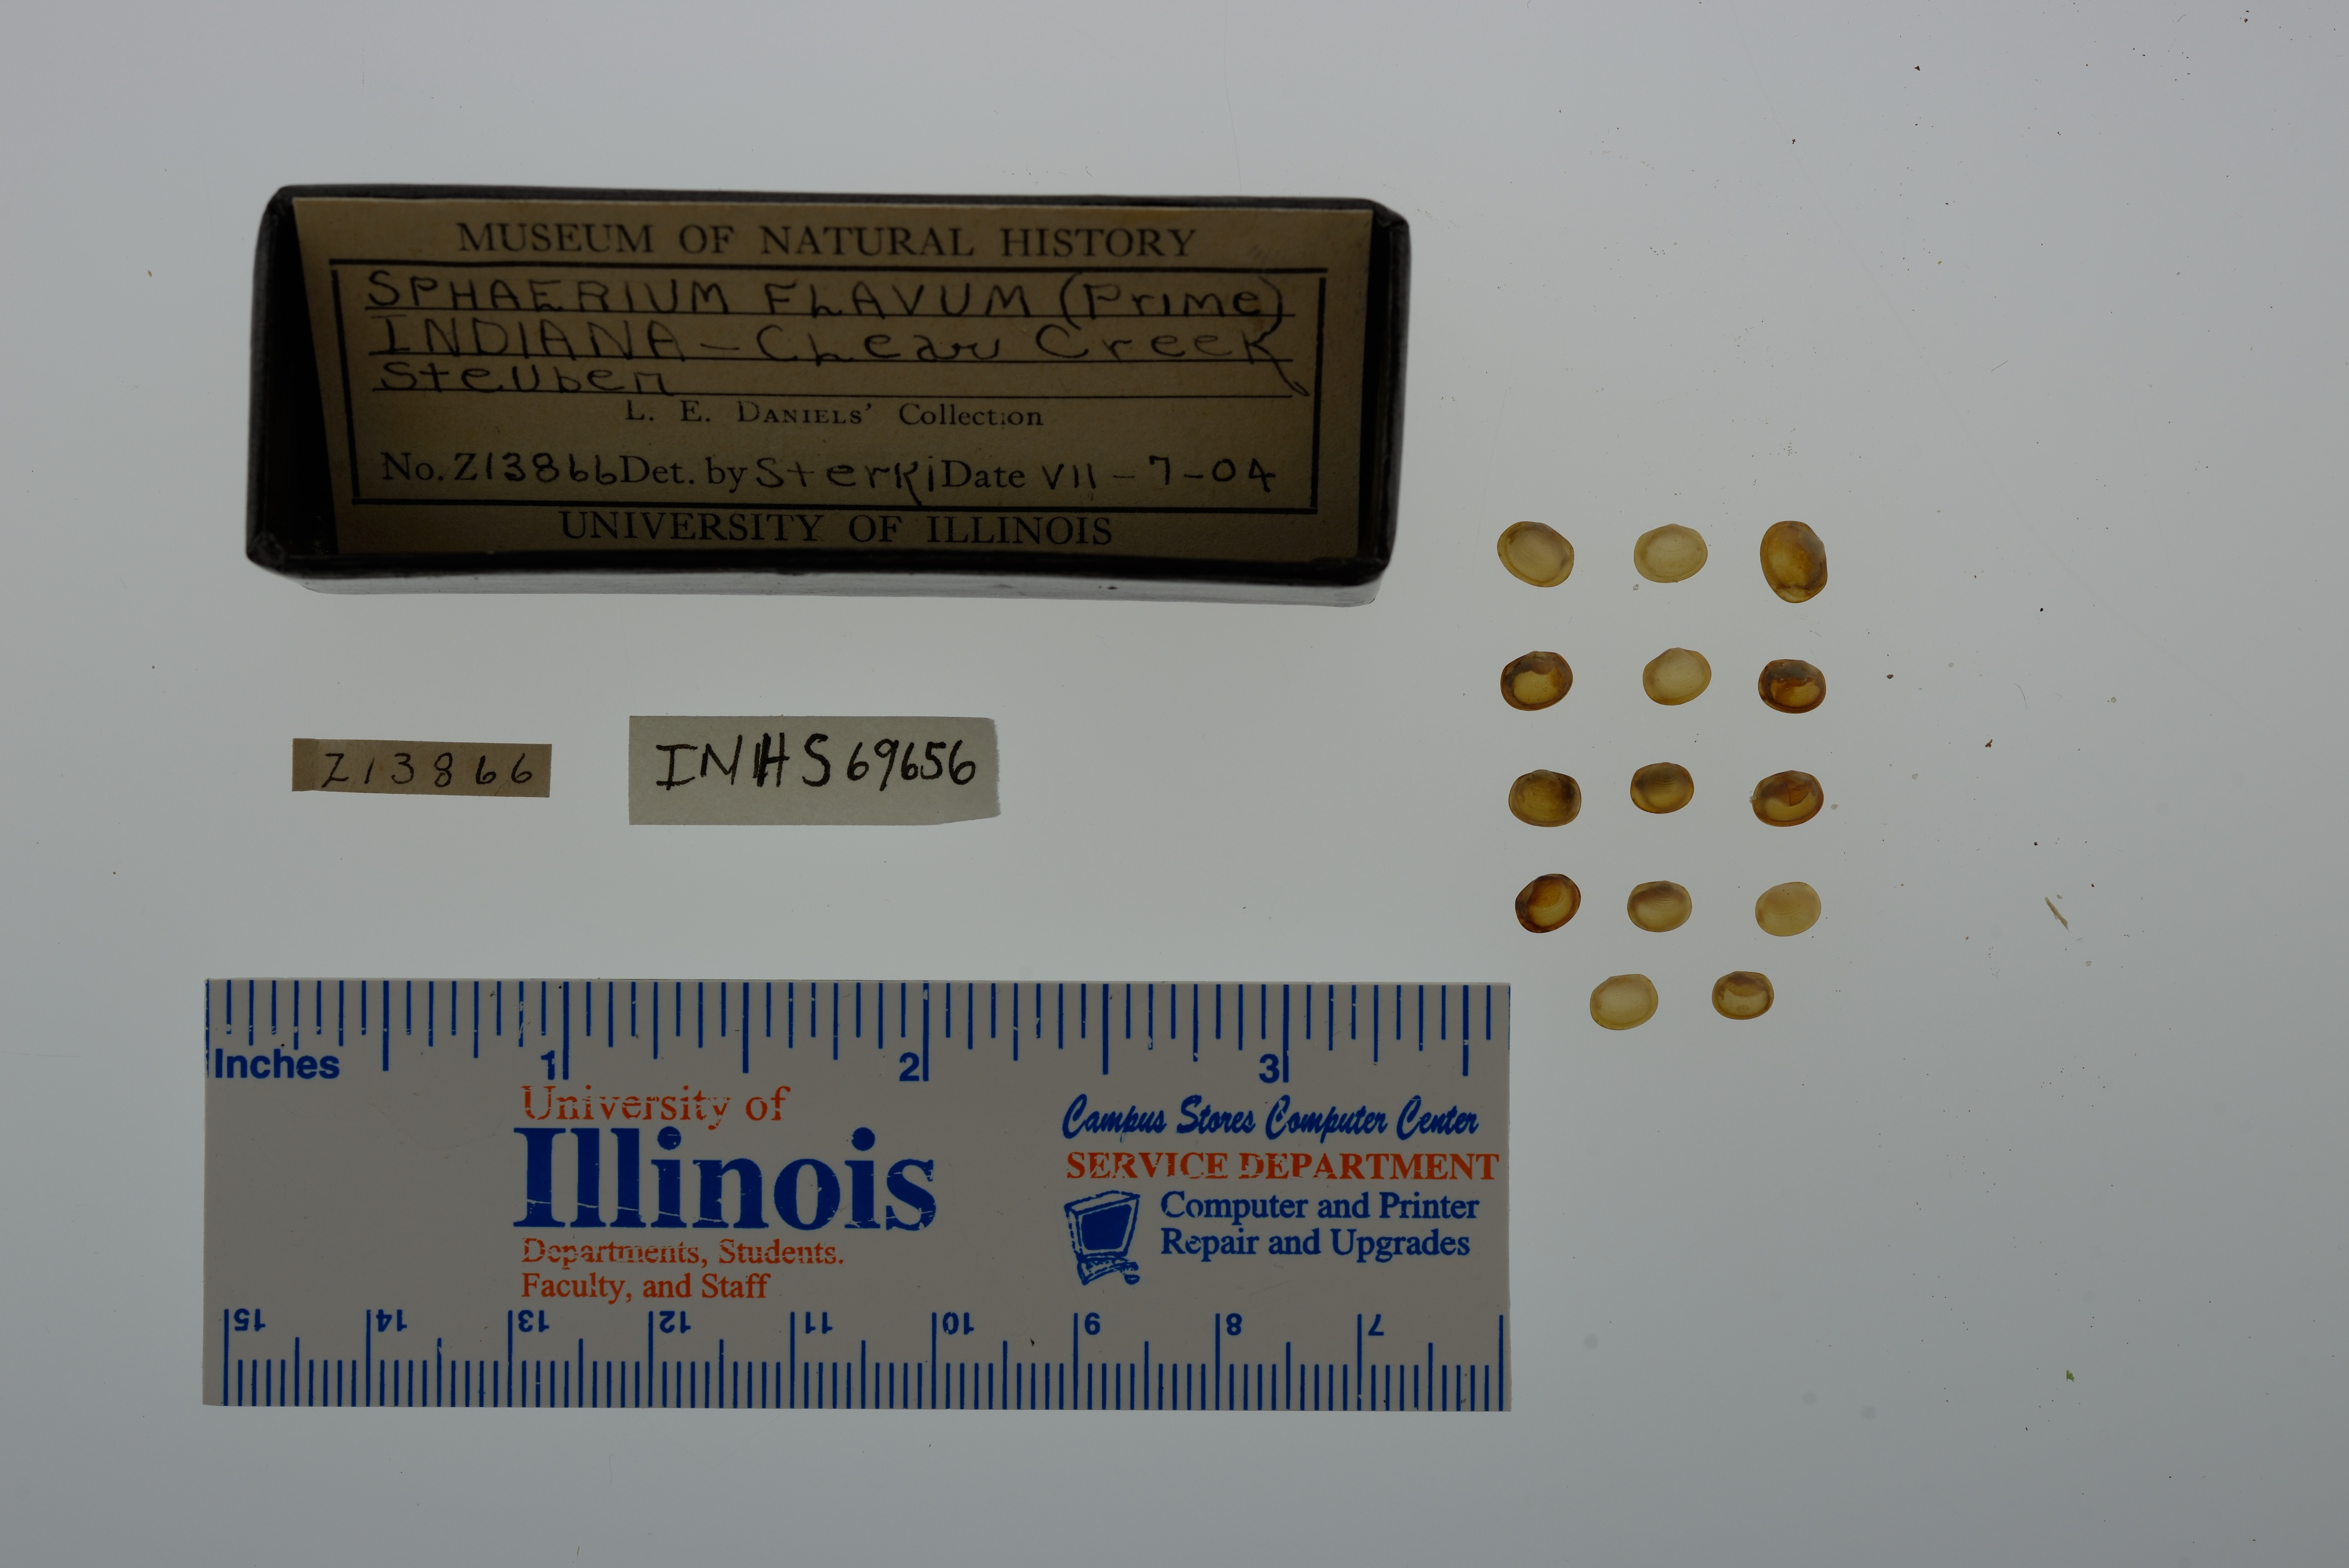 MUSEUM OF NATURAL HISTORY
SPHAERIUM FLAVUM (Prime)
INDIANA - Clear Creek,
Steuben
L. E. DANIELS' Collection
No. Z13866 Det. by Sterki Date VII - 7 - 04
UNIVERSITY OF ILLINOIS
Z13866
INHS 69656
1 2 3
Inches
University of
Illinois
Departments, Students.
Faculty, and Staff
Campus Stores Computer Center
SERVICE DEPARTMENT
Computer and Printer
Repair and Upgrades
15 14 13 12 11 10 9 8 7